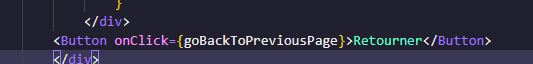 }
</div>
<Button onClick={goBackToPreviousPage}>Retourner</Button>
</div>